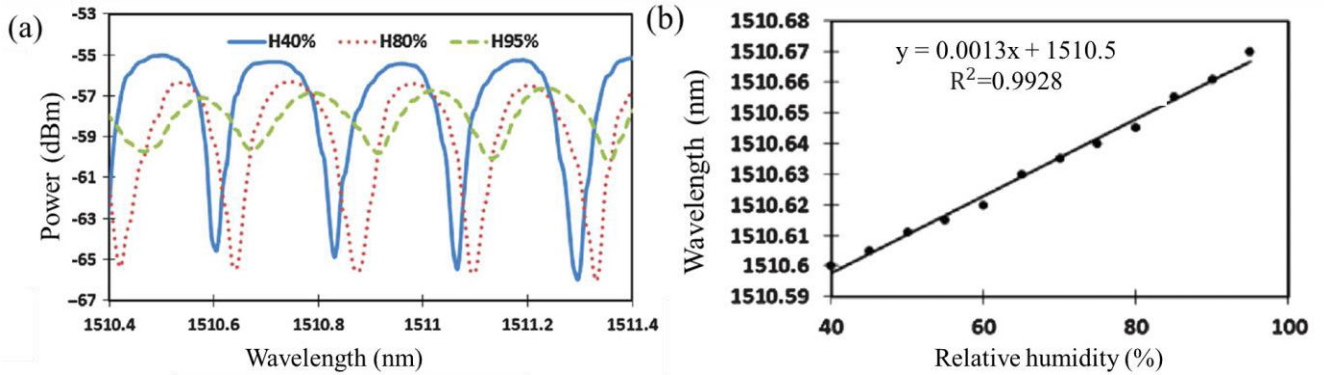 (a)
Power (dBm)
-53
-55
-57
-59
-61
-63
-65
-67
H40% H80% H95%
1510.4 1510.6 1510.8 1511 1511.2 1511.4
Wavelength (nm)
(b)
Wavelength (nm)
1510.68
1510.67
1510.66
1510.65
1510.64
1510.63
1510.62
1510.61
1510.6
1510.59
y = 0.0013x + 1510.5
R²=0.9928
40 60 80 100
Relative humidity (%)